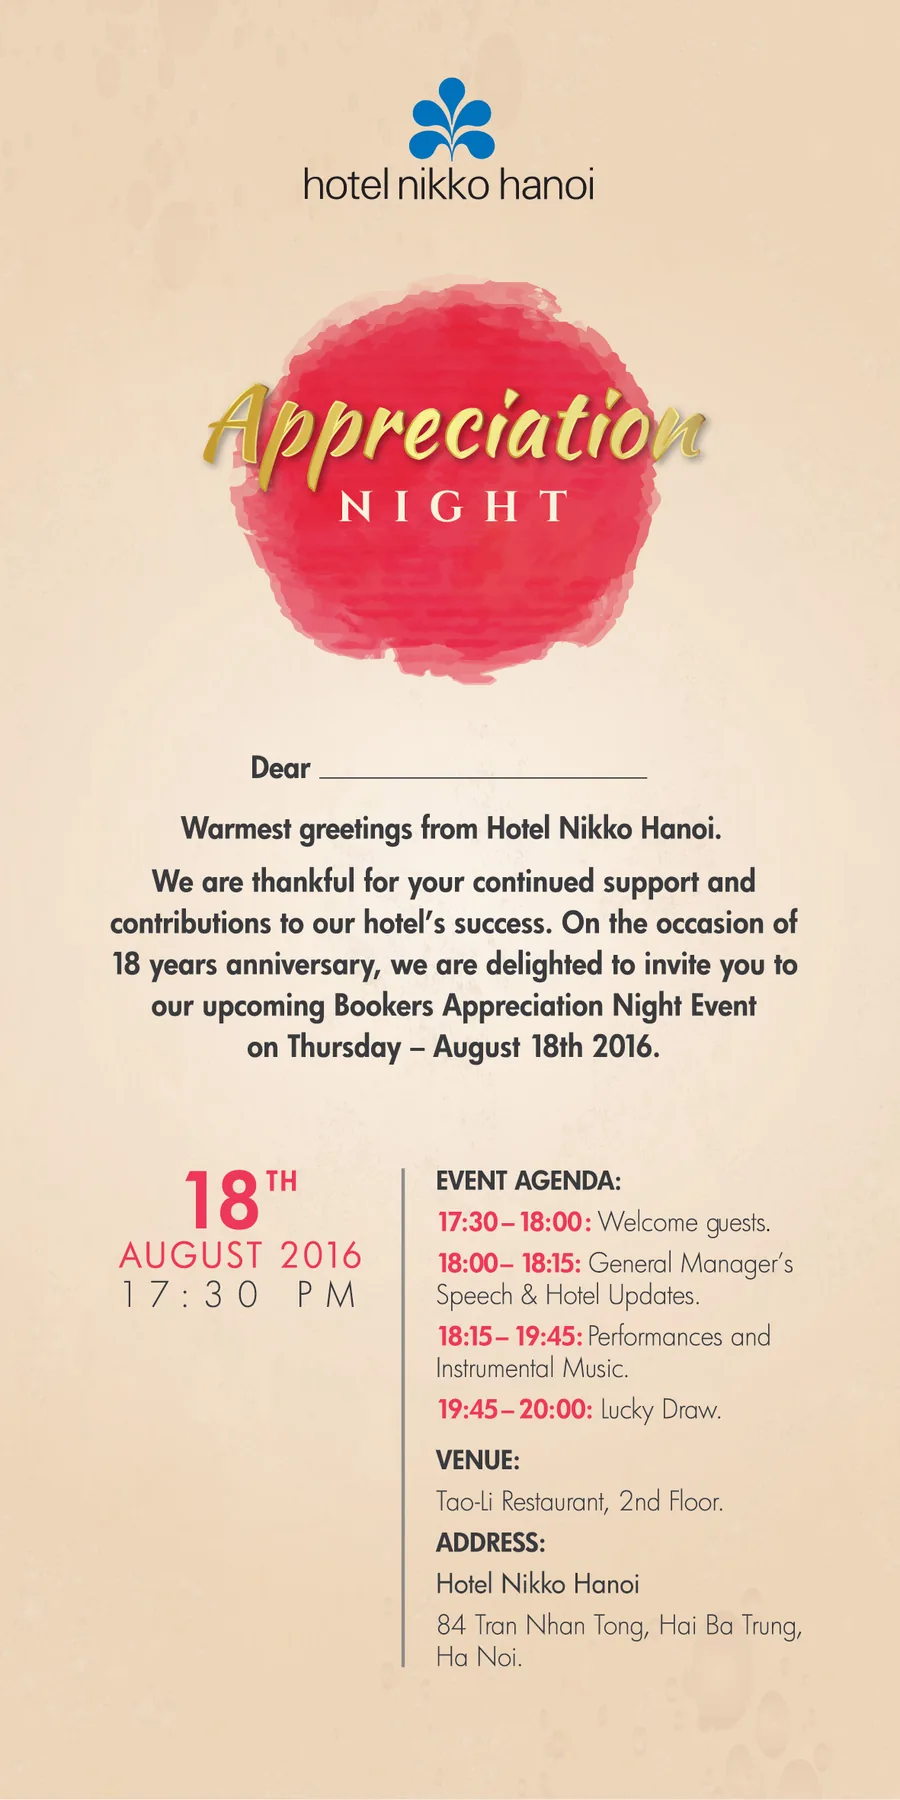 hotel nikko hanoi
Appreciation
NIGHT
Dear
Warmest greetings from Hotel Nikko Hanoi.
We are thankful for your continued support and
contributions to our hotel's success. On the occasion of
18 years anniversary, we are delighted to invite you to
our upcoming Bookers Appreciation Night Event
on Thursday – August 18th 2016.
18TH
AUGUST 2016
17:30 PM
EVENT AGENDA:
17:30 – 18:00: Welcome guests.
18:00 – 18:15: General Manager's
Speech & Hotel Updates.
18:15 – 19:45: Performances and
Instrumental Music.
19:45 – 20:00: Lucky Draw.
VENUE:
Tao-Li Restaurant, 2nd Floor.
ADDRESS:
Hotel Nikko Hanoi
84 Tran Nhan Tong, Hai Ba Trung,
Ha Noi.